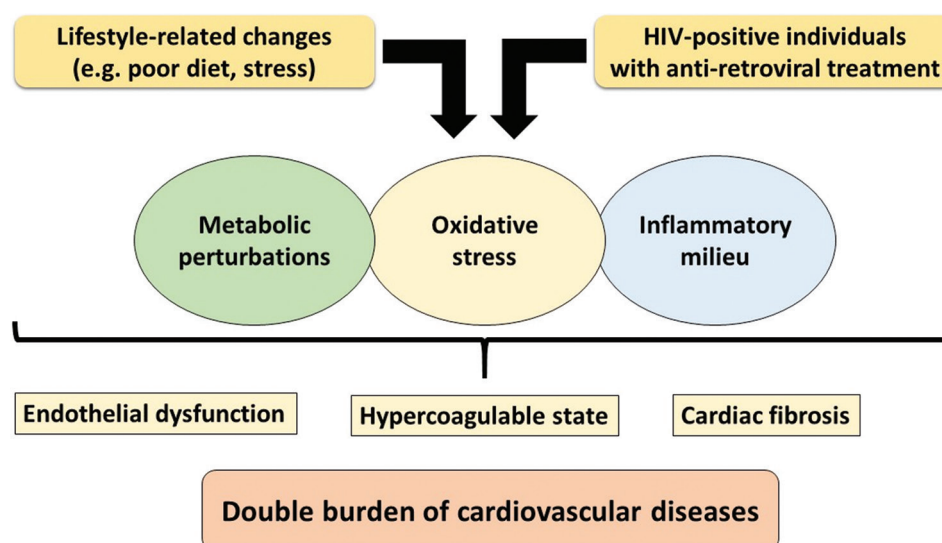 Lifestyle-related changes
(e.g. poor diet, stress)
HIV-positive individuals
with anti-retroviral treatment
Metabolic
perturbations
Oxidative
stress
Inflammatory
milieu
Endothelial dysfunction
Hypercoagulable state
Cardiac fibrosis
Double burden of cardiovascular diseases